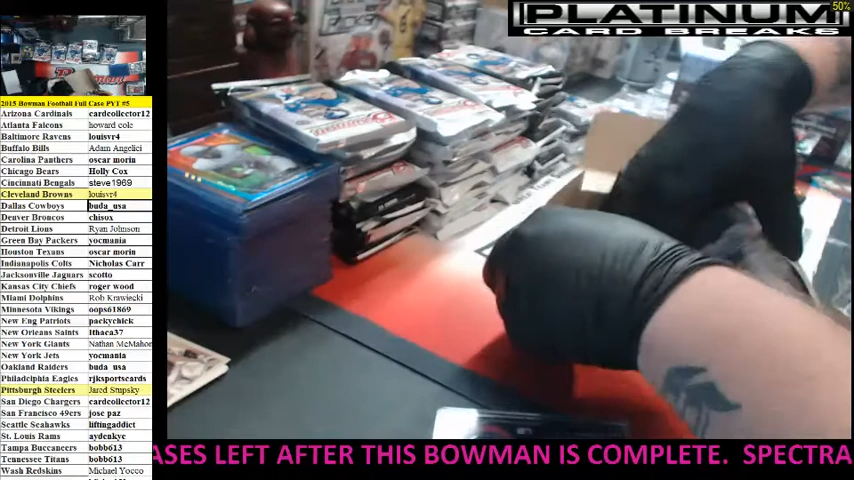 50%
PLATINUM
CARD BREAKS
2015 Bowman Football Full Case PYT #5
Arizona Cardinals cardcollector12
Atlanta Falcons howard cole
Baltimore Ravens louisvr4
Buffalo Bills Adam Angelici
Carolina Panthers oscar morin
Chicago Bears Holly Cox
Cincinnati Bengals steve1969
Cleveland Browns louisvr4
Dallas Cowboys buda_usa
Denver Broncos chisox
Detroit Lions Ryan Johnson
Green Bay Packers yocmania
Houston Texans oscar morin
Indianapolis Colts Nicholas Carr
Jacksonville Jaguars scotto
Kansas City Chiefs roger wood
Miami Dolphins Rob Krawiecki
Minnesota Vikings oops61869
New Eng Patriots packychick
New Orleans Saints Ithaca37
New York Giants Nathan McMahon
New York Jets yocmania
Oakland Raiders buda_usa
Philadelphia Eagles rjksportscards
Pittsburgh Steelers Jared Stupsky
San Diego Chargers cardcollector12
San Francisco 49ers jose paz
Seattle Seahawks liftingaddict
St. Louis Rams aydenkye
Tampa Buccaneers bobb613
Tennessee Titans bobb613
Wash Redskins Michael Yocco
ASES LEFT AFTER THIS BOWMAN IS COMPLETE. SPECTRA